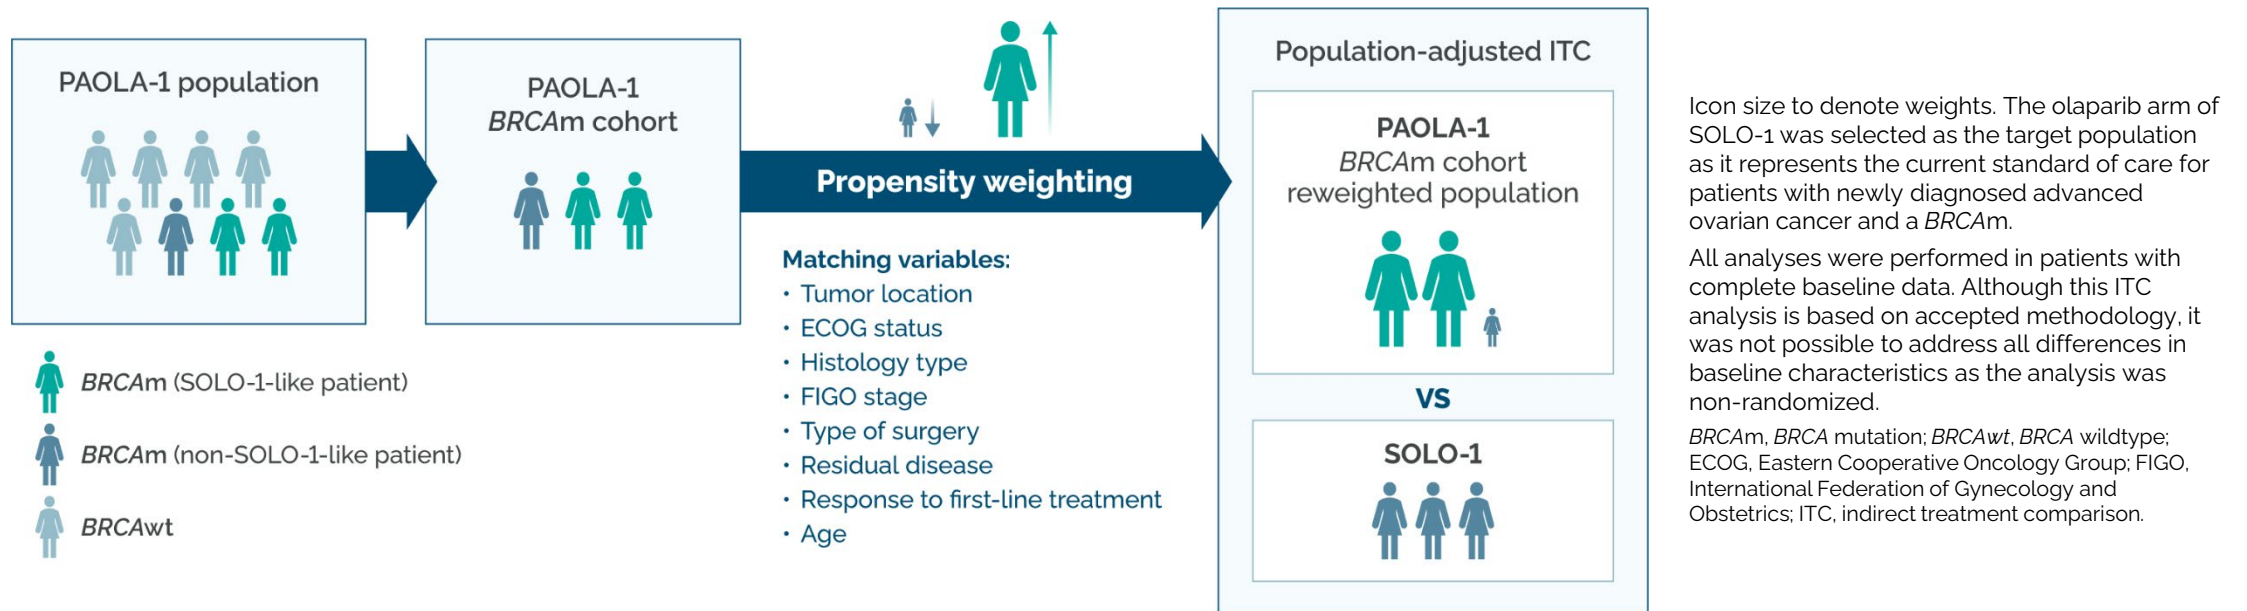 PAOLA-1 population
BRCAm (SOLO-1-like patient)
BRCAm (non-SOLO-1-like patient)
BRCAwt
PAOLA-1
BRCAm cohort
Propensity weighting
Matching variables:
• Tumor location
• ECOG status
• Histology type
• FIGO stage
• Type of surgery
• Residual disease
• Response to first-line treatment
• Age
Population-adjusted ITC
PAOLA-1
BRCAm cohort
reweighted population
VS
SOLO-1
Icon size to denote weights. The olaparib arm of
SOLO-1 was selected as the target population
as it represents the current standard of care for
patients with newly diagnosed advanced
ovarian cancer and a BRCAm.
All analyses were performed in patients with
complete baseline data. Although this ITC
analysis is based on accepted methodology, it
was not possible to address all differences in
baseline characteristics as the analysis was
non-randomized.
BRCAm, BRCA mutation; BRCAwt, BRCA wildtype;
ECOG, Eastern Cooperative Oncology Group; FIGO,
International Federation of Gynecology and
Obstetrics; ITC, indirect treatment comparison.